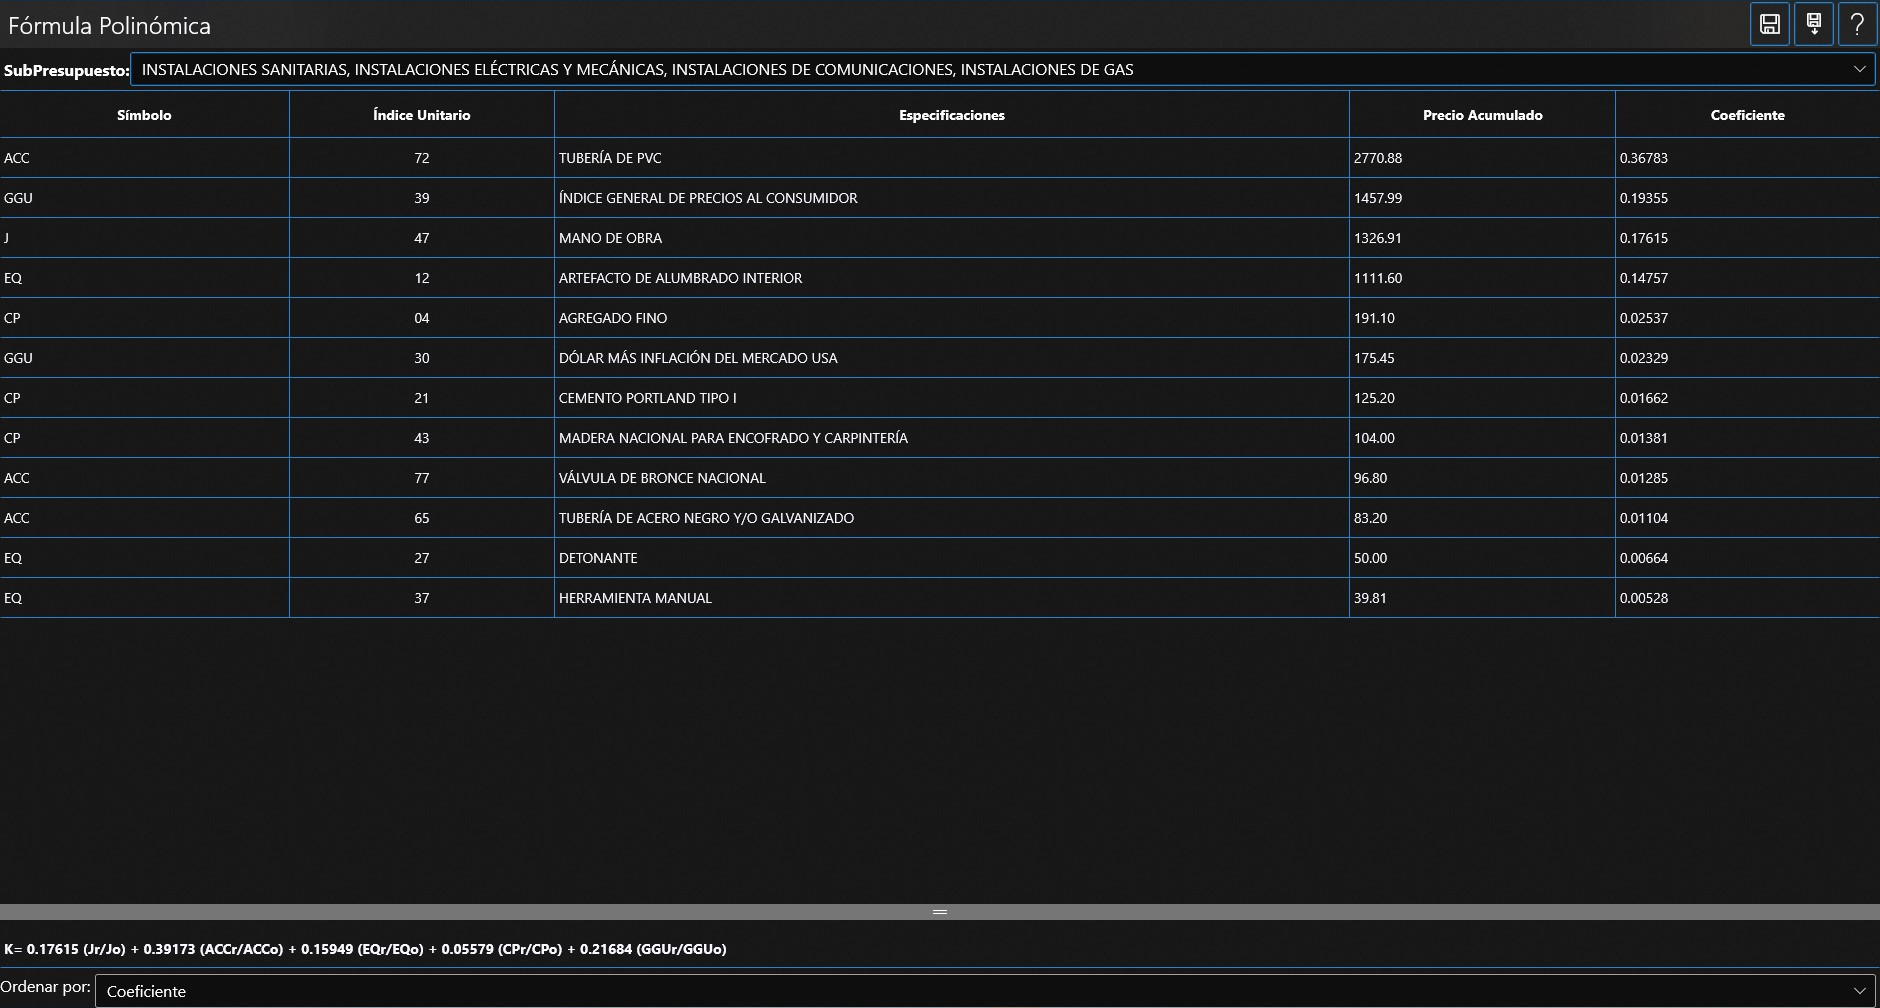 Fórmula Polinómica
SubPresupuesto: INSTALACIONES SANITARIAS, INSTALACIONES ELÉCTRICAS Y MECÁNICAS, INSTALACIONES DE COMUNICACIONES, INSTALACIONES DE GAS
Símbolo Índice Unitario Especificaciones Precio Acumulado Coeficiente
ACC 72 TUBERÍA DE PVC 2770.88 0.36783
GGU 39 ÍNDICE GENERAL DE PRECIOS AL CONSUMIDOR 1457.99 0.19355
J 47 MANO DE OBRA 1326.91 0.17615
EQ 12 ARTEFACTO DE ALUMBRADO INTERIOR 1111.60 0.14757
CP 04 AGREGADO FINO 191.10 0.02537
GGU 30 DÓLAR MÁS INFLACIÓN DEL MERCADO USA 175.45 0.02329
CP 21 CEMENTO PORTLAND TIPO I 125.20 0.01662
CP 43 MADERA NACIONAL PARA ENCOFRADO Y CARPINTERÍA 104.00 0.01381
ACC 77 VÁLVULA DE BRONCE NACIONAL 96.80 0.01285
ACC 65 TUBERÍA DE ACERO NEGRO Y/O GALVANIZADO 83.20 0.01104
EQ 27 DETONANTE 50.00 0.00664
EQ 37 HERRAMIENTA MANUAL 39.81 0.00528
K= 0.17615 (Jr/Jo) + 0.39173 (ACCr/ACCo) + 0.15949 (EQr/EQo) + 0.05579 (CPr/CPo) + 0.21684 (GGUr/GGUo)
Ordenar por: Coeficiente